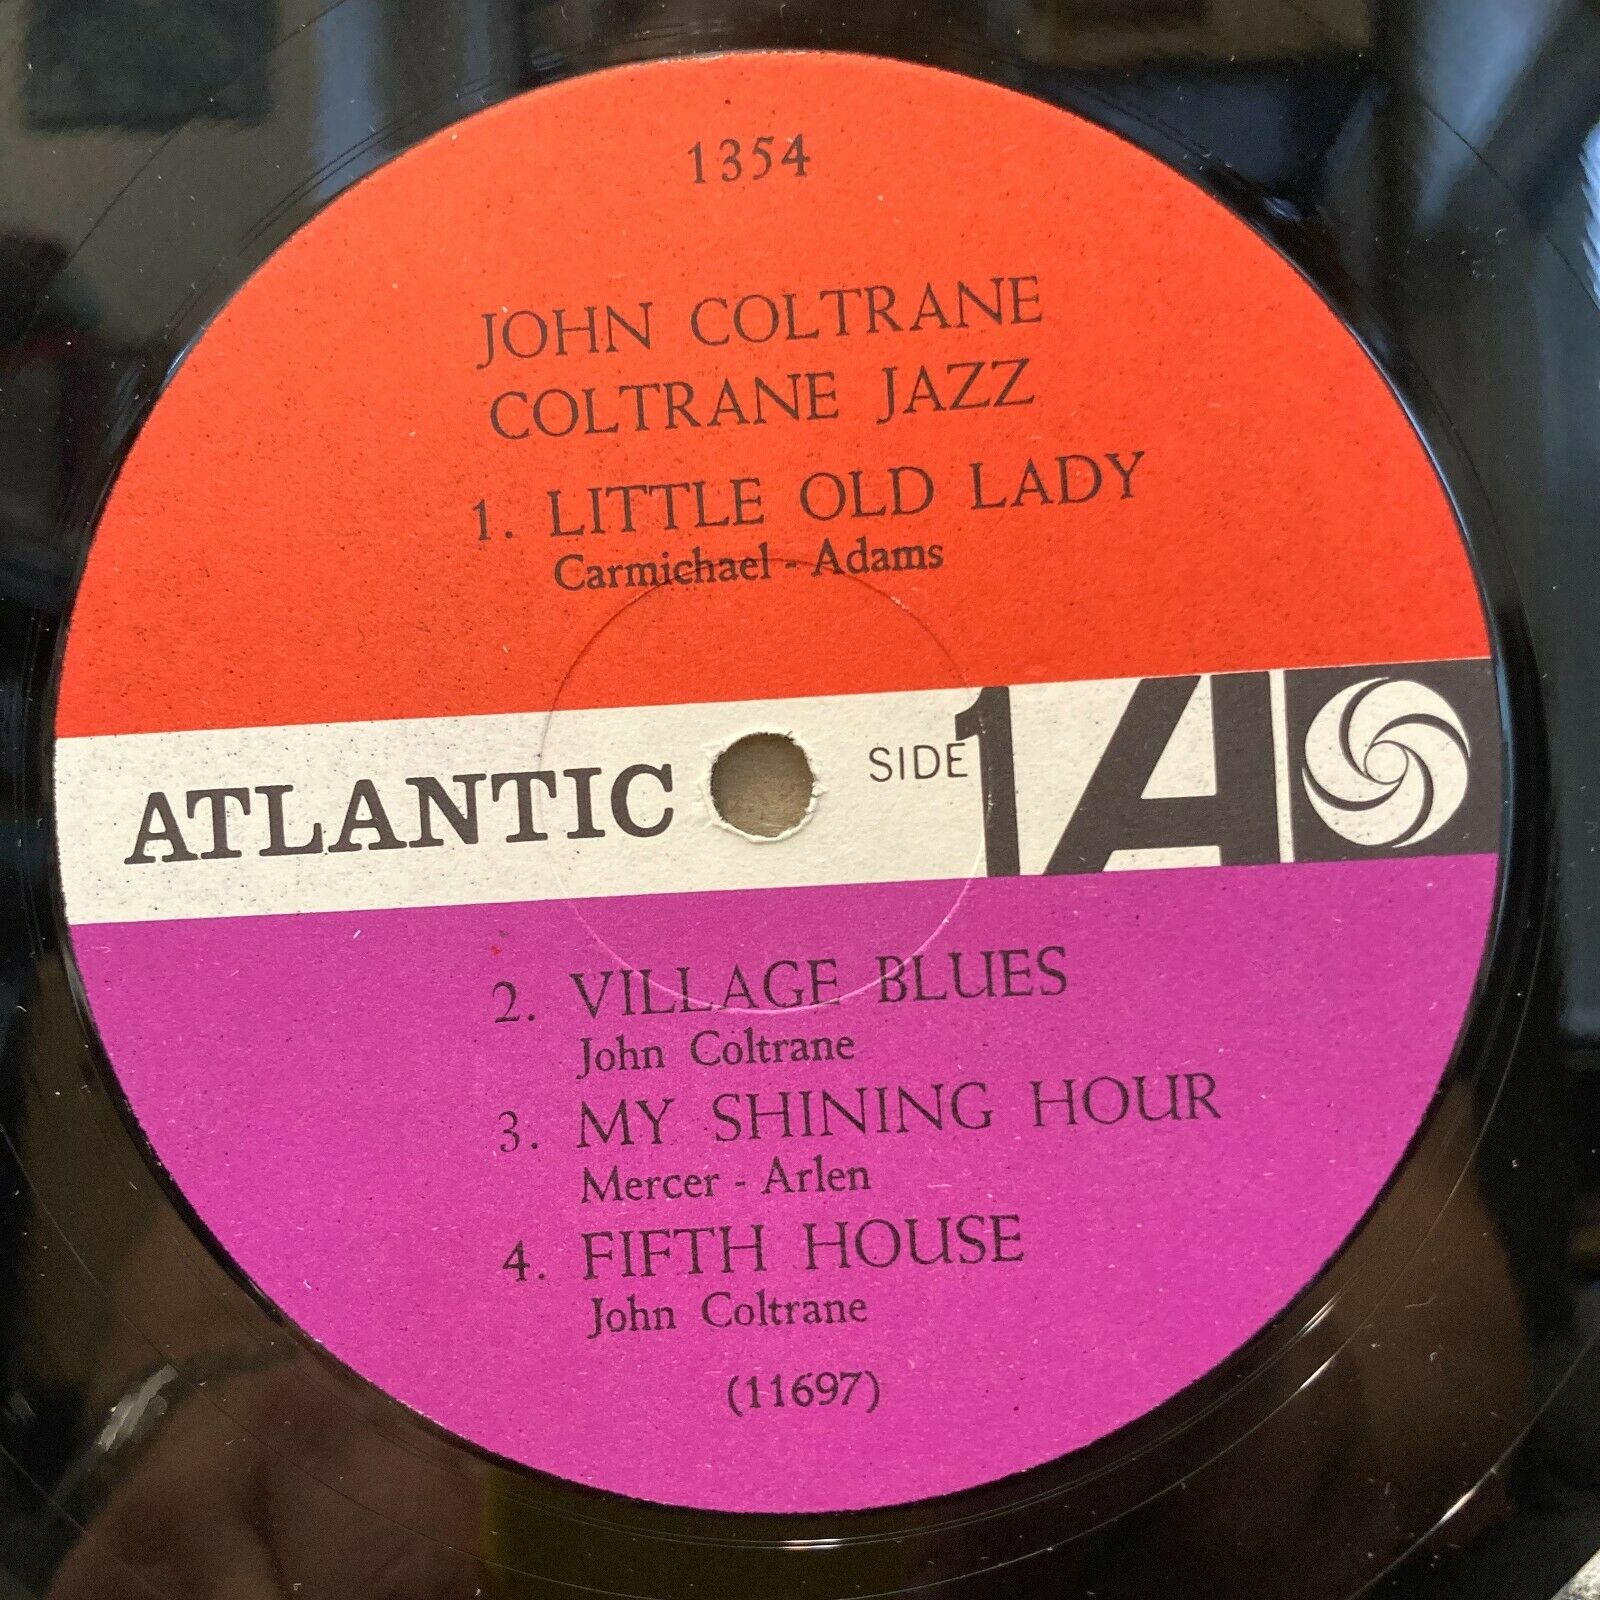 1354
JOHN COLTRANE
COLTRANE JAZZ
1. LITTLE OLD LADY
Carmichael - Adams
ATLANTIC SIDE 1 A
2. VILLAGE BLUES
John Coltrane
3. MY SHINING HOUR
Mercer - Arlen
4. FIFTH HOUSE
John Coltrane
(11697)